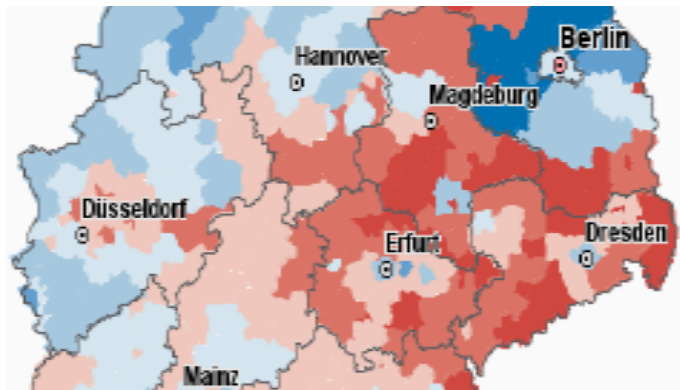 Berlin
Hannover
Magdeburg
Düsseldorf
Erfurt
Dresden
Mainz